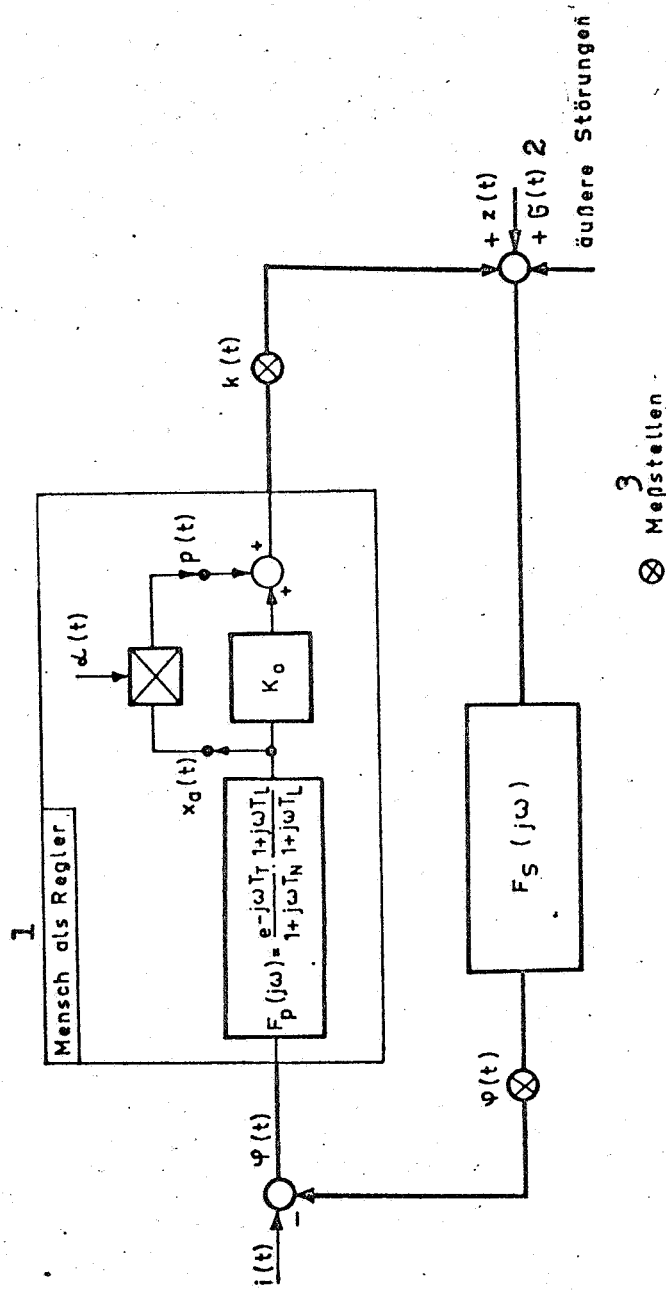 1
Mensch als Regler
α(t)
x_a(t)
p(t)
i(t)
φ(t)
F_p(jω) = e^{-jωT_T}/(1+jωT_N) · (1+jωT_L)/(1+jωT_L)
K_o
+
+
k(t)
-
φ(t)
F_S (jω)
+ z(t)
+ G(t) 2
äußere Störungen
3
⊗ Meßstellen